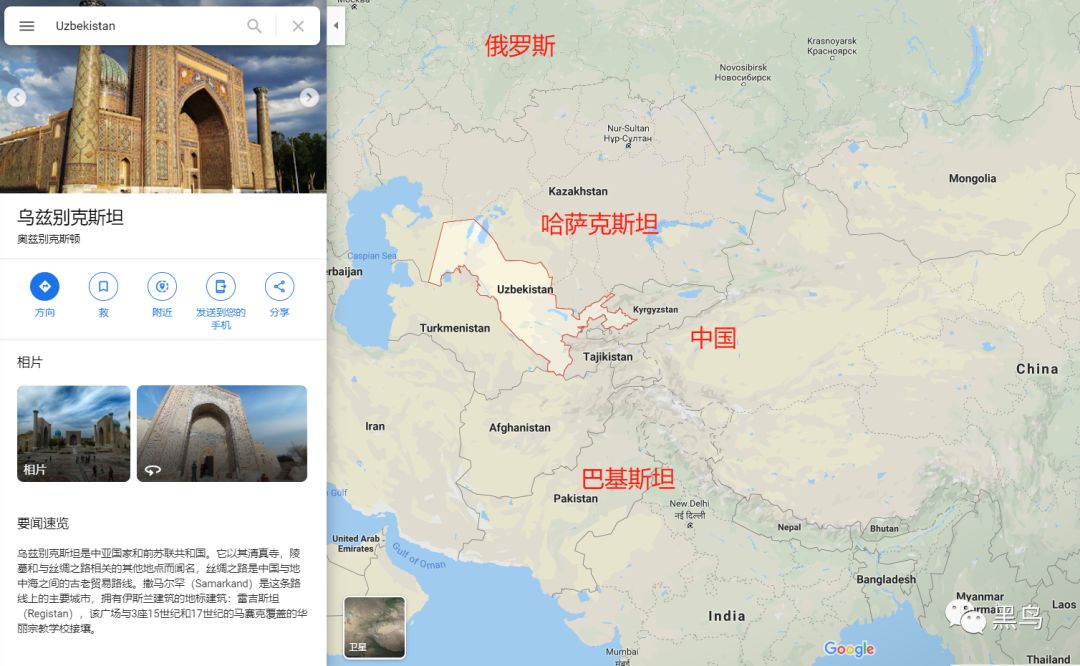 Uzbekistan
乌兹别克斯坦
奥兹别克斯顿
方向
救
附近
发送到您的
手机
分享
相片
相片
要闻速览
乌兹别克斯坦是中亚国家和前苏联共和国。它以其清真寺，陵
墓和与丝绸之路相关的其他地点而闻名，丝绸之路是中国与地
中海之间的古老贸易路线。撒马尔罕（Samarkand）是这条路
线上的主要城市，拥有伊斯兰建筑的地标建筑：雷吉斯坦
（Registan），该广场与3座15世纪和17世纪的马赛克覆盖的华
丽宗教学校接壤。
Москва
俄罗斯
Krasnoyarsk
Красноярск
Novosibirsk
Новосибирск
Nur-Sultan
Нұр-Сұлтан
Kazakhstan
哈萨克斯坦
Mongolia
Caspian Sea
erbaijan
Uzbekistan
Kyrgyzstan
Turkmenistan
中国
Tajikistan
China
Iran
Afghanistan
巴基斯坦
Pakistan
New Delhi
नई दिल्ली
Gulf
Nepal
Bhutan
United Arab
Emirates
Gulf of Oman
Bangladesh
Myanmar
Laos
India
黑鸟
卫星
Google
Mumbai
मुंबई
Thailand